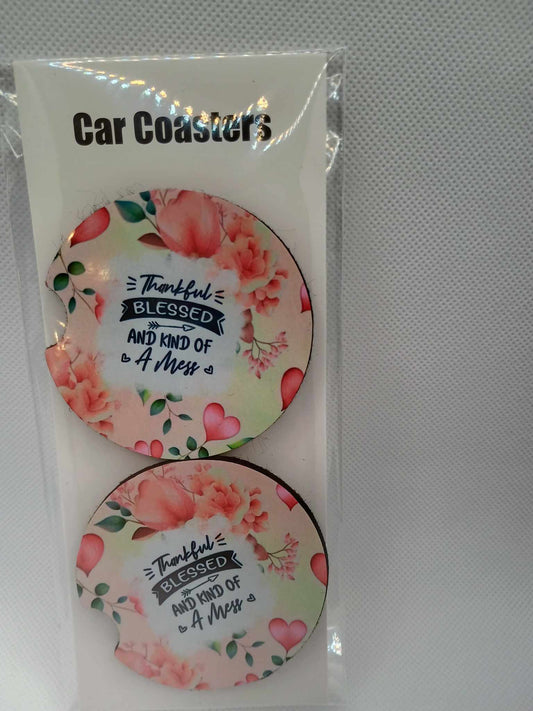 Car Coasters
Thankful
BLESSED
AND KIND OF
A Mess
Thankful
BLESSED
AND KIND OF
A Mess